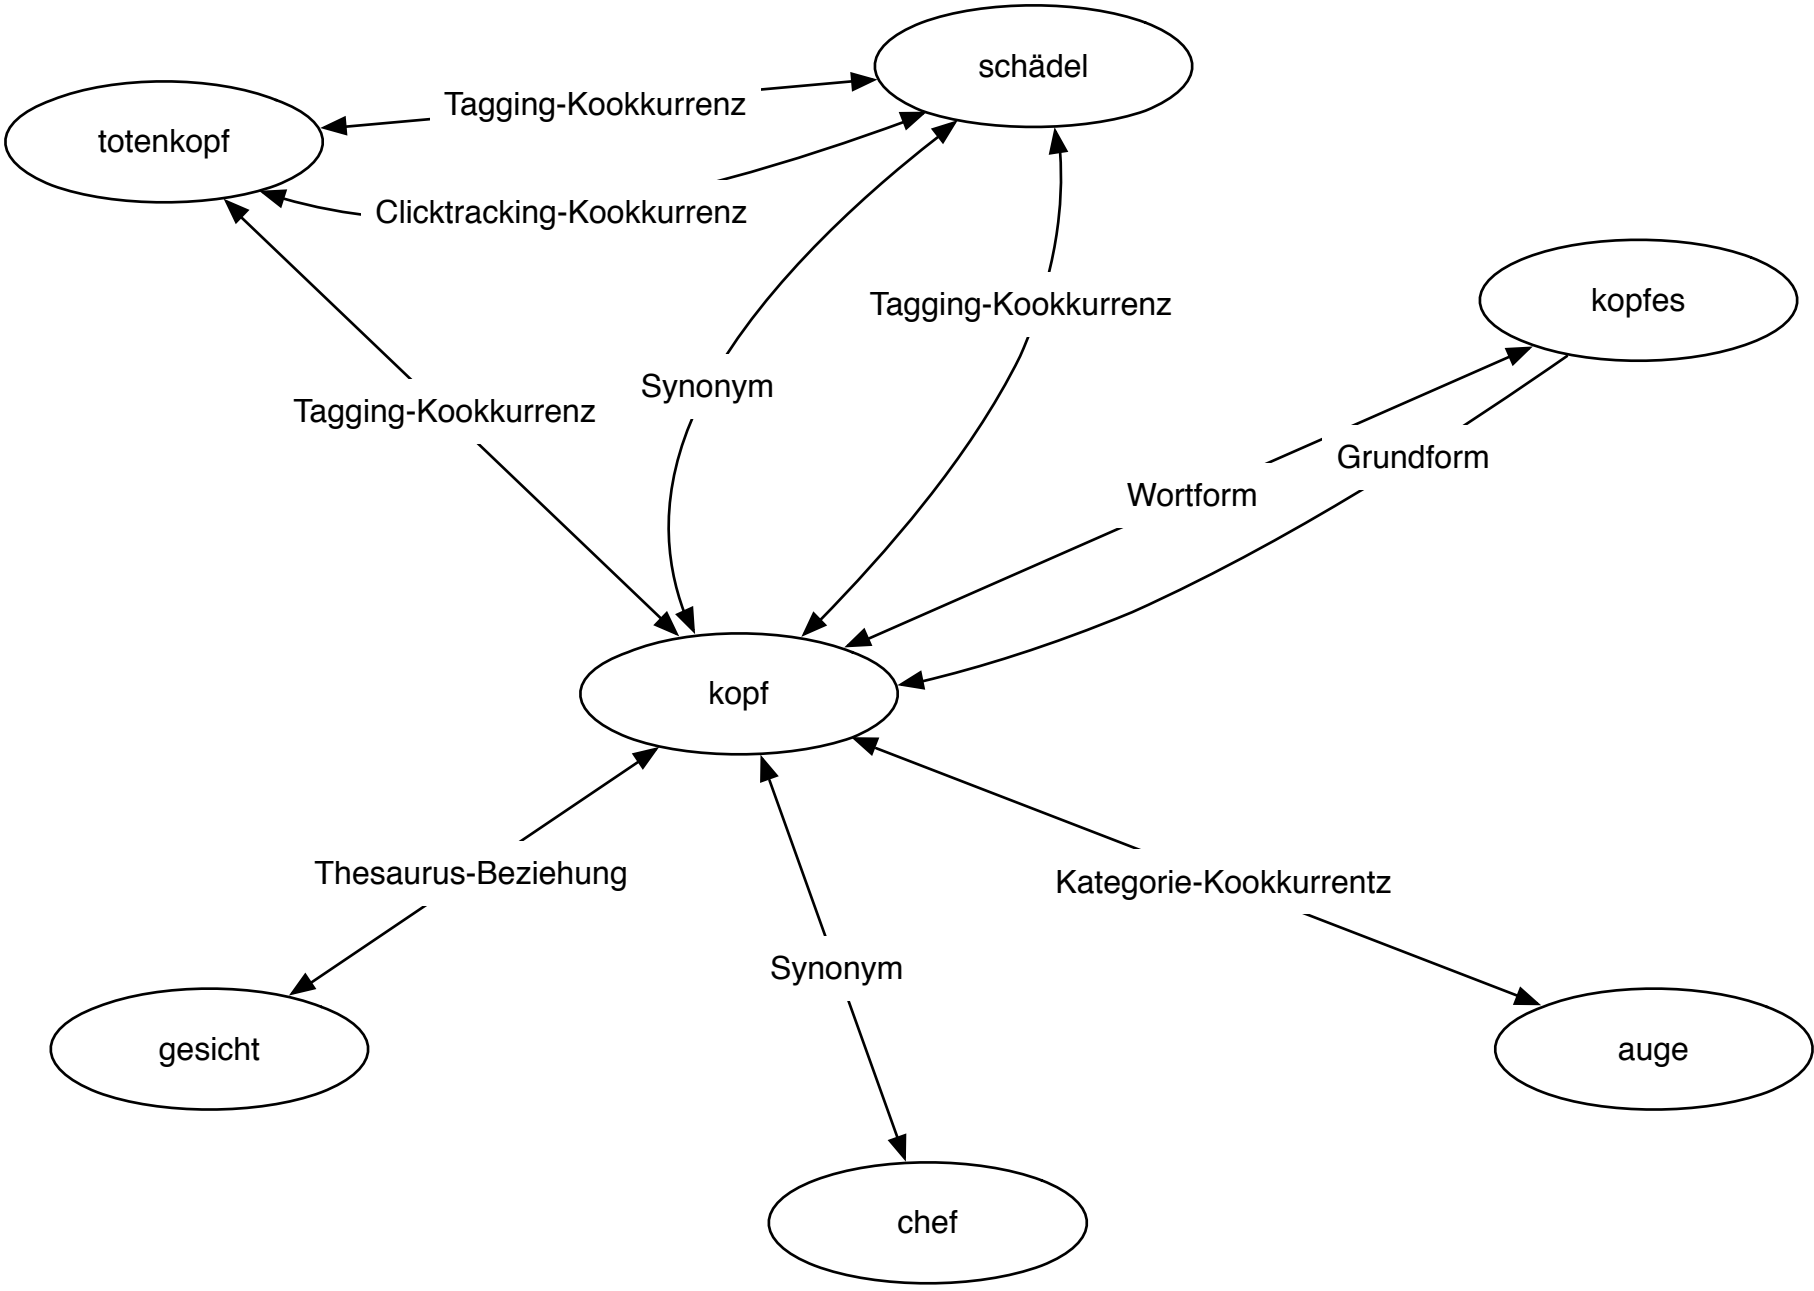 schädel
Tagging-Kookkurrenz
totenkopf
Clicktracking-Kookkurrenz
kopfes
Tagging-Kookkurrenz
Synonym
Tagging-Kookkurrenz
Grundform
Wortform
kopf
Thesaurus-Beziehung
Kategorie-Kookkurrentz
Synonym
gesicht
auge
chef